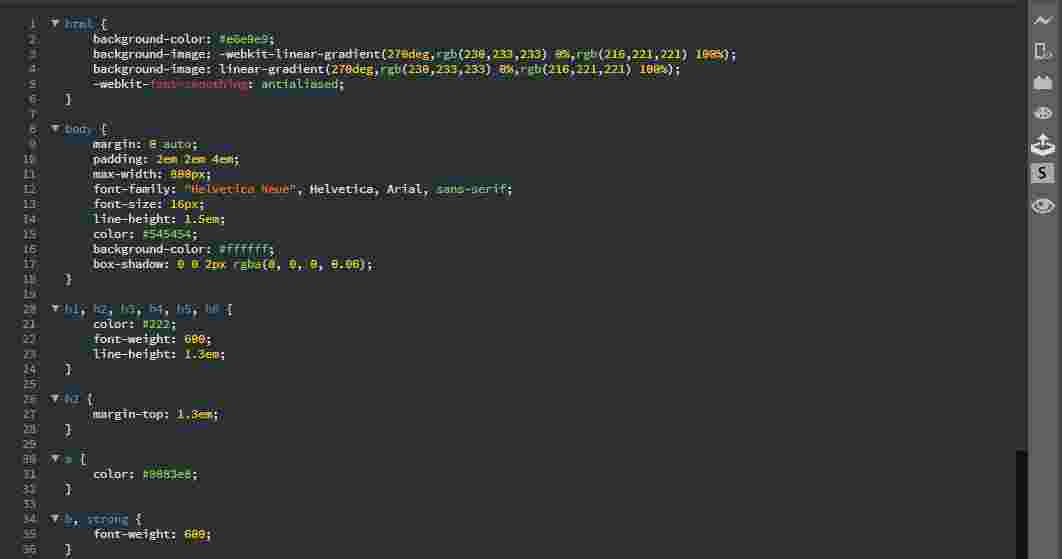 1 html {
2 background-color: #e6e9e9;
3 background-image: -webkit-linear-gradient(270deg,rgb(230,233,233) 0%,rgb(216,221,221) 100%);
4 background-image: linear-gradient(270deg,rgb(230,233,233) 0%,rgb(216,221,221) 100%);
5 -webkit-font-smoothing: antialiased;
6 }
7
8 body {
9 margin: 0 auto;
10 padding: 2em 2em 4em;
11 max-width: 800px;
12 font-family: "Helvetica Neue", Helvetica, Arial, sans-serif;
13 font-size: 16px;
14 line-height: 1.5em;
15 color: #545454;
16 background-color: #ffffff;
17 box-shadow: 0 0 2px rgba(0, 0, 0, 0.06);
18 }
19
20 h1, h2, h3, h4, h5, h6 {
21 color: #222;
22 font-weight: 600;
23 line-height: 1.3em;
24 }
25
26 h2 {
27 margin-top: 1.3em;
28 }
29
30 a {
31 color: #0083e8;
32 }
33
34 b, strong {
35 font-weight: 600;
36 }
S